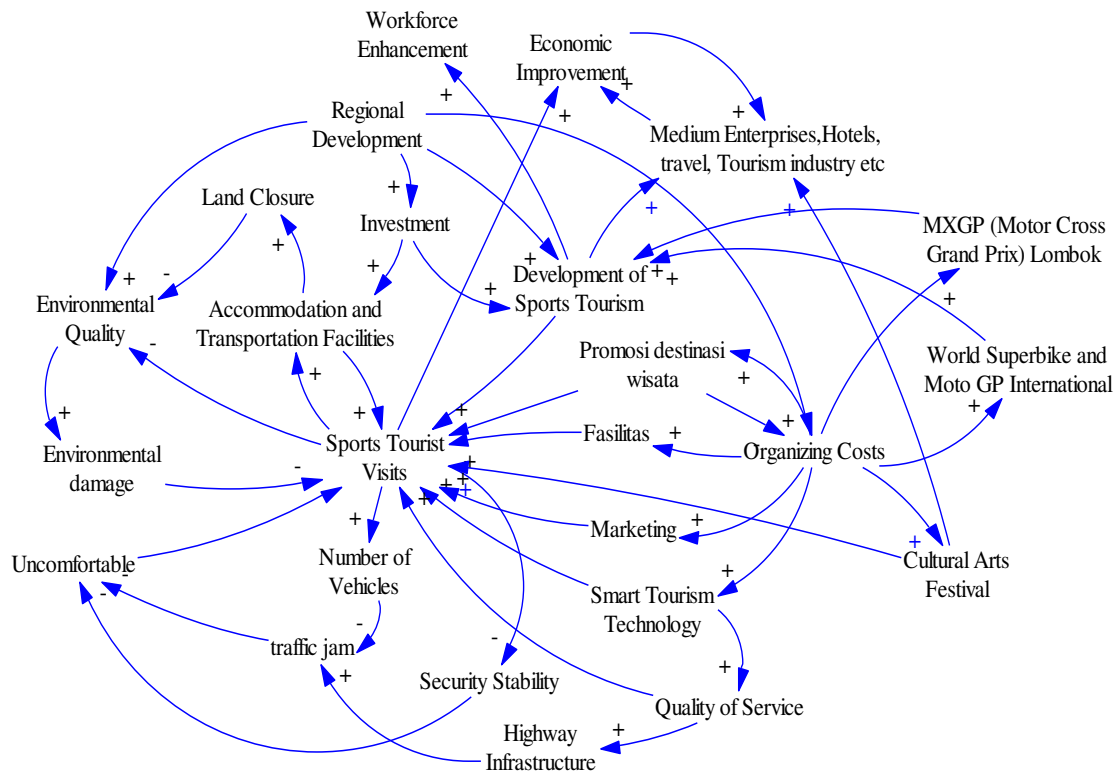 Workforce
Enhancement
Economic
Improvement
Regional
Development
Medium Enterprises,Hotels,
travel, Tourism industry etc
Land Closure
Investment
MXGP (Motor Cross
Grand Prix) Lombok
Development of
Sports Tourism
Environmental
Quality
Accommodation and
Transportation Facilities
Promosi destinasi
wisata
World Superbike and
Moto GP International
Sports Tourist
Visits
Fasilitas
Organizing Costs
Environmental
damage
Marketing
Number of
Vehicles
Uncomfortable
Cultural Arts
Festival
Smart Tourism
Technology
traffic jam
Security Stability
Quality of Service
Highway
Infrastructure